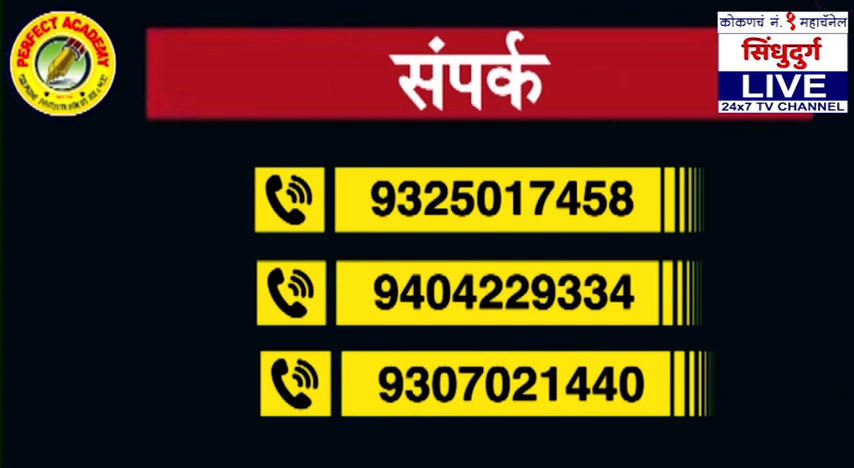 PERFECT ACADEMY
कोकणचं नं. १ महाचॅनेल
सिंधुदुर्ग
LIVE
24x7 TV CHANNEL
संपर्क
9325017458
9404229334
9307021440